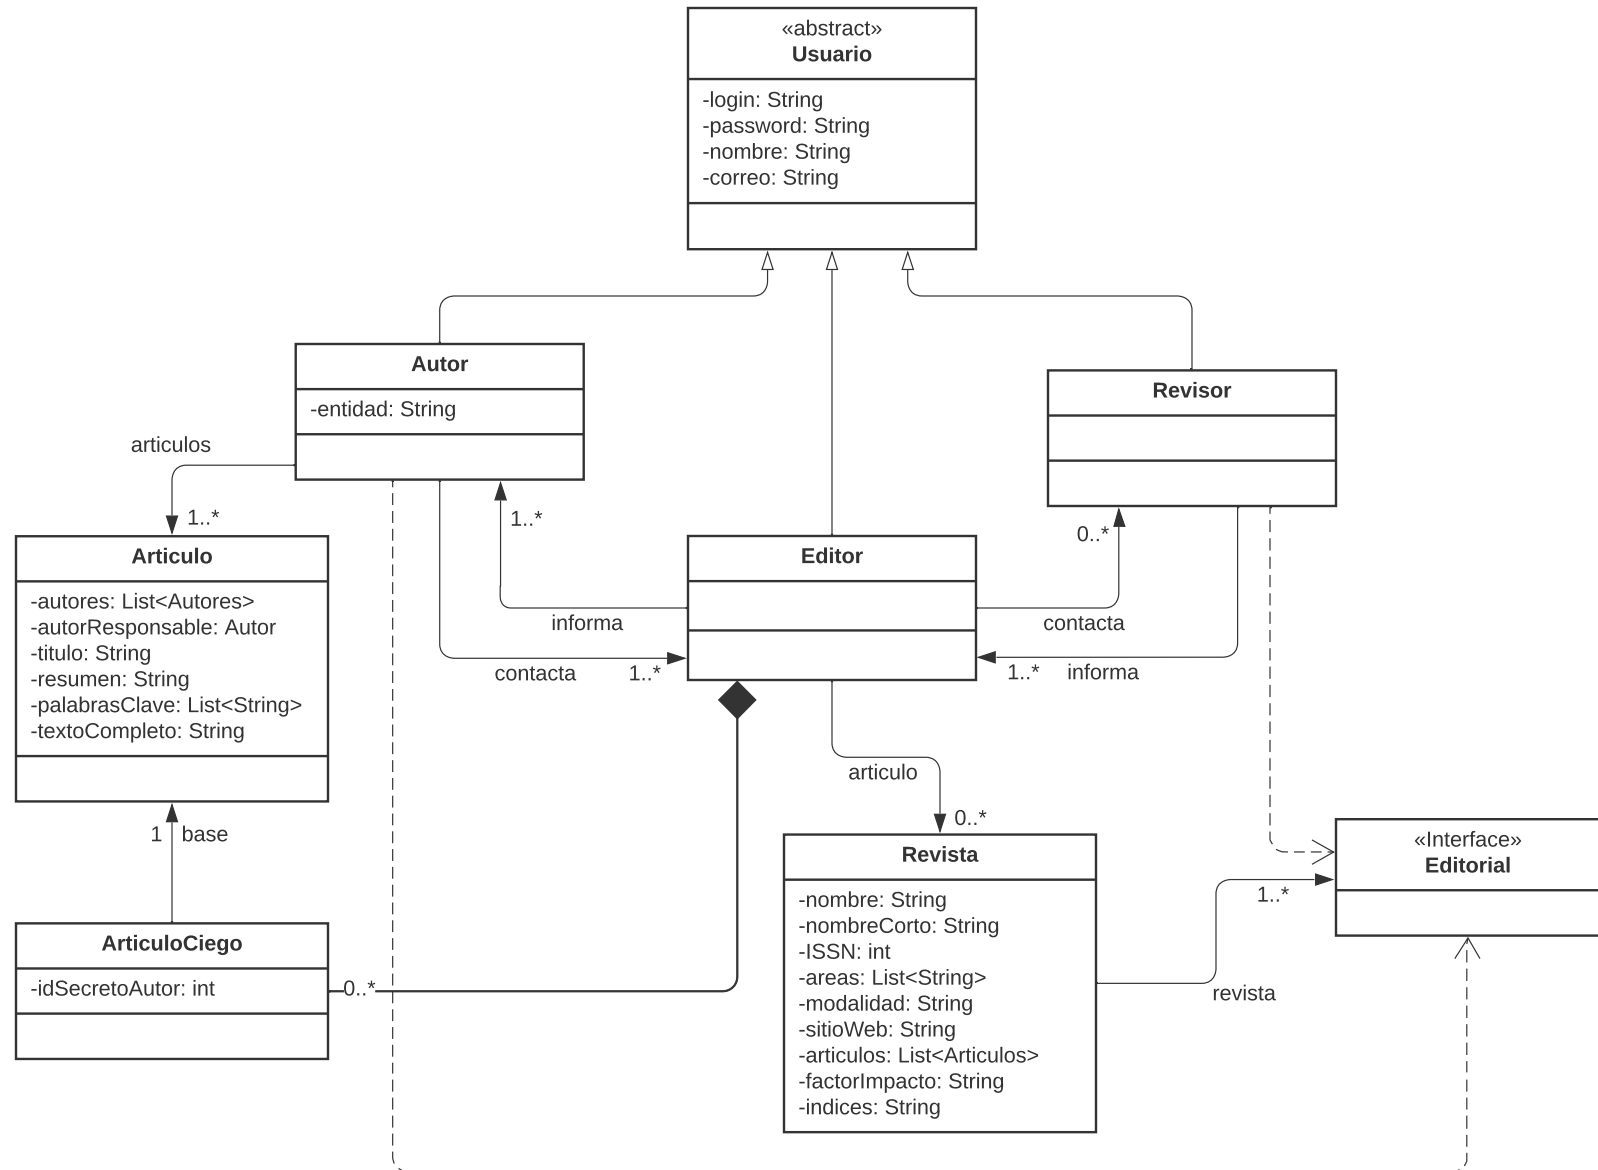 «abstract»
Usuario
-login: String
-password: String
-nombre: String
-correo: String
Autor
-entidad: String
Revisor
articulos
1..*
1..*
0..*
Articulo
-autores: List<Autores>
-autorResponsable: Autor
-titulo: String
-resumen: String
-palabrasClave: List<String>
-textoCompleto: String
Editor
informa
contacta
contacta
1..*
1..*
informa
articulo
0..*
1
base
Revista
-nombre: String
-nombreCorto: String
-ISSN: int
-areas: List<String>
-modalidad: String
-sitioWeb: String
-articulos: List<Articulos>
-factorImpacto: String
-indices: String
«Interface»
Editorial
1..*
revista
ArticuloCiego
-idSecretoAutor: int
0..*